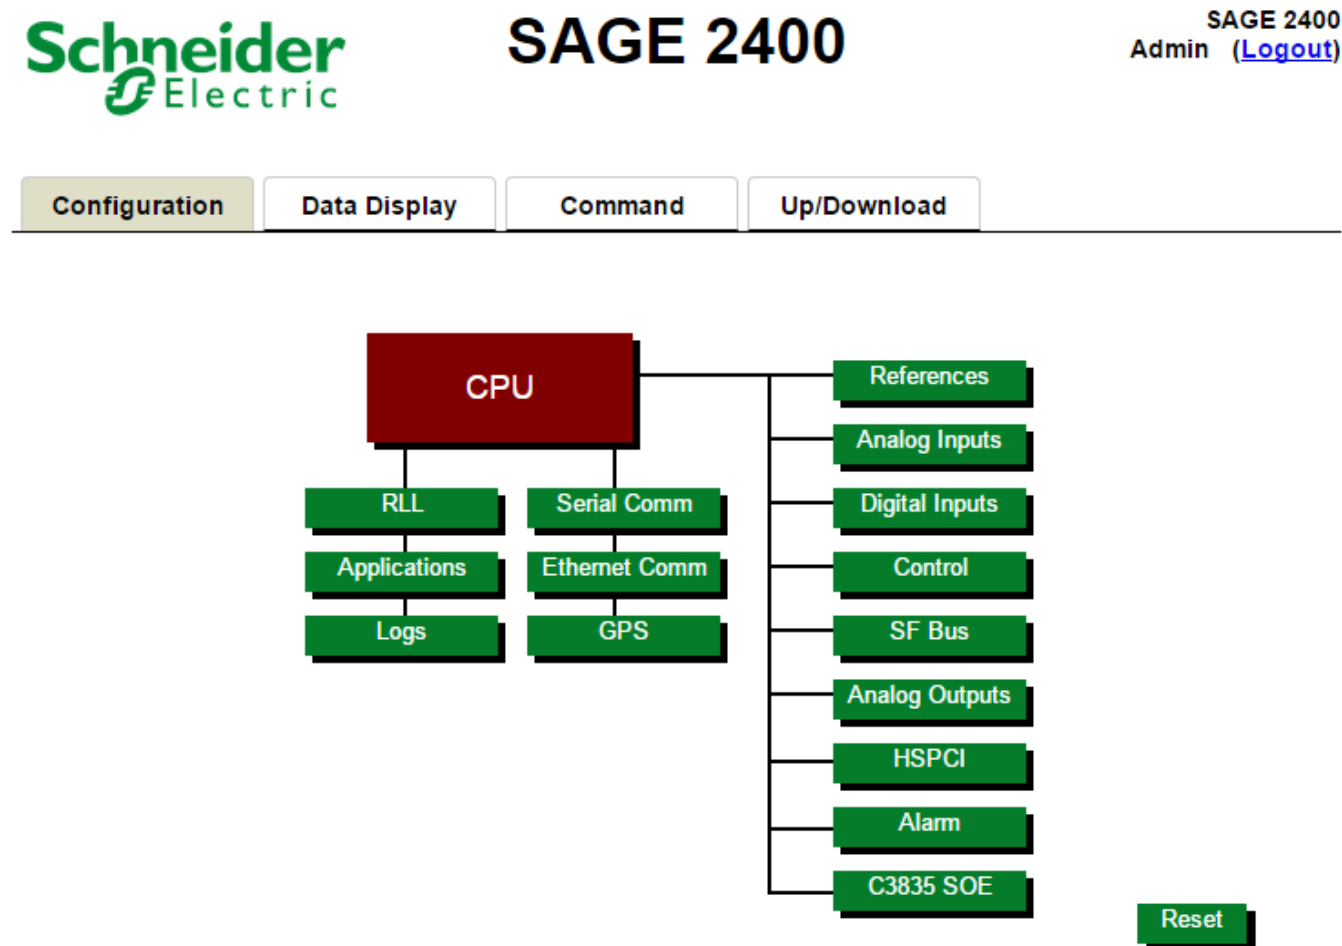 Schneider
Electric
SAGE 2400
SAGE 2400
Admin (Logout)
Configuration
Data Display
Command
Up/Download
CPU
RLL
Applications
Logs
Serial Comm
Ethernet Comm
GPS
References
Analog Inputs
Digital Inputs
Control
SF Bus
Analog Outputs
HSPCI
Alarm
C3835 SOE
Reset